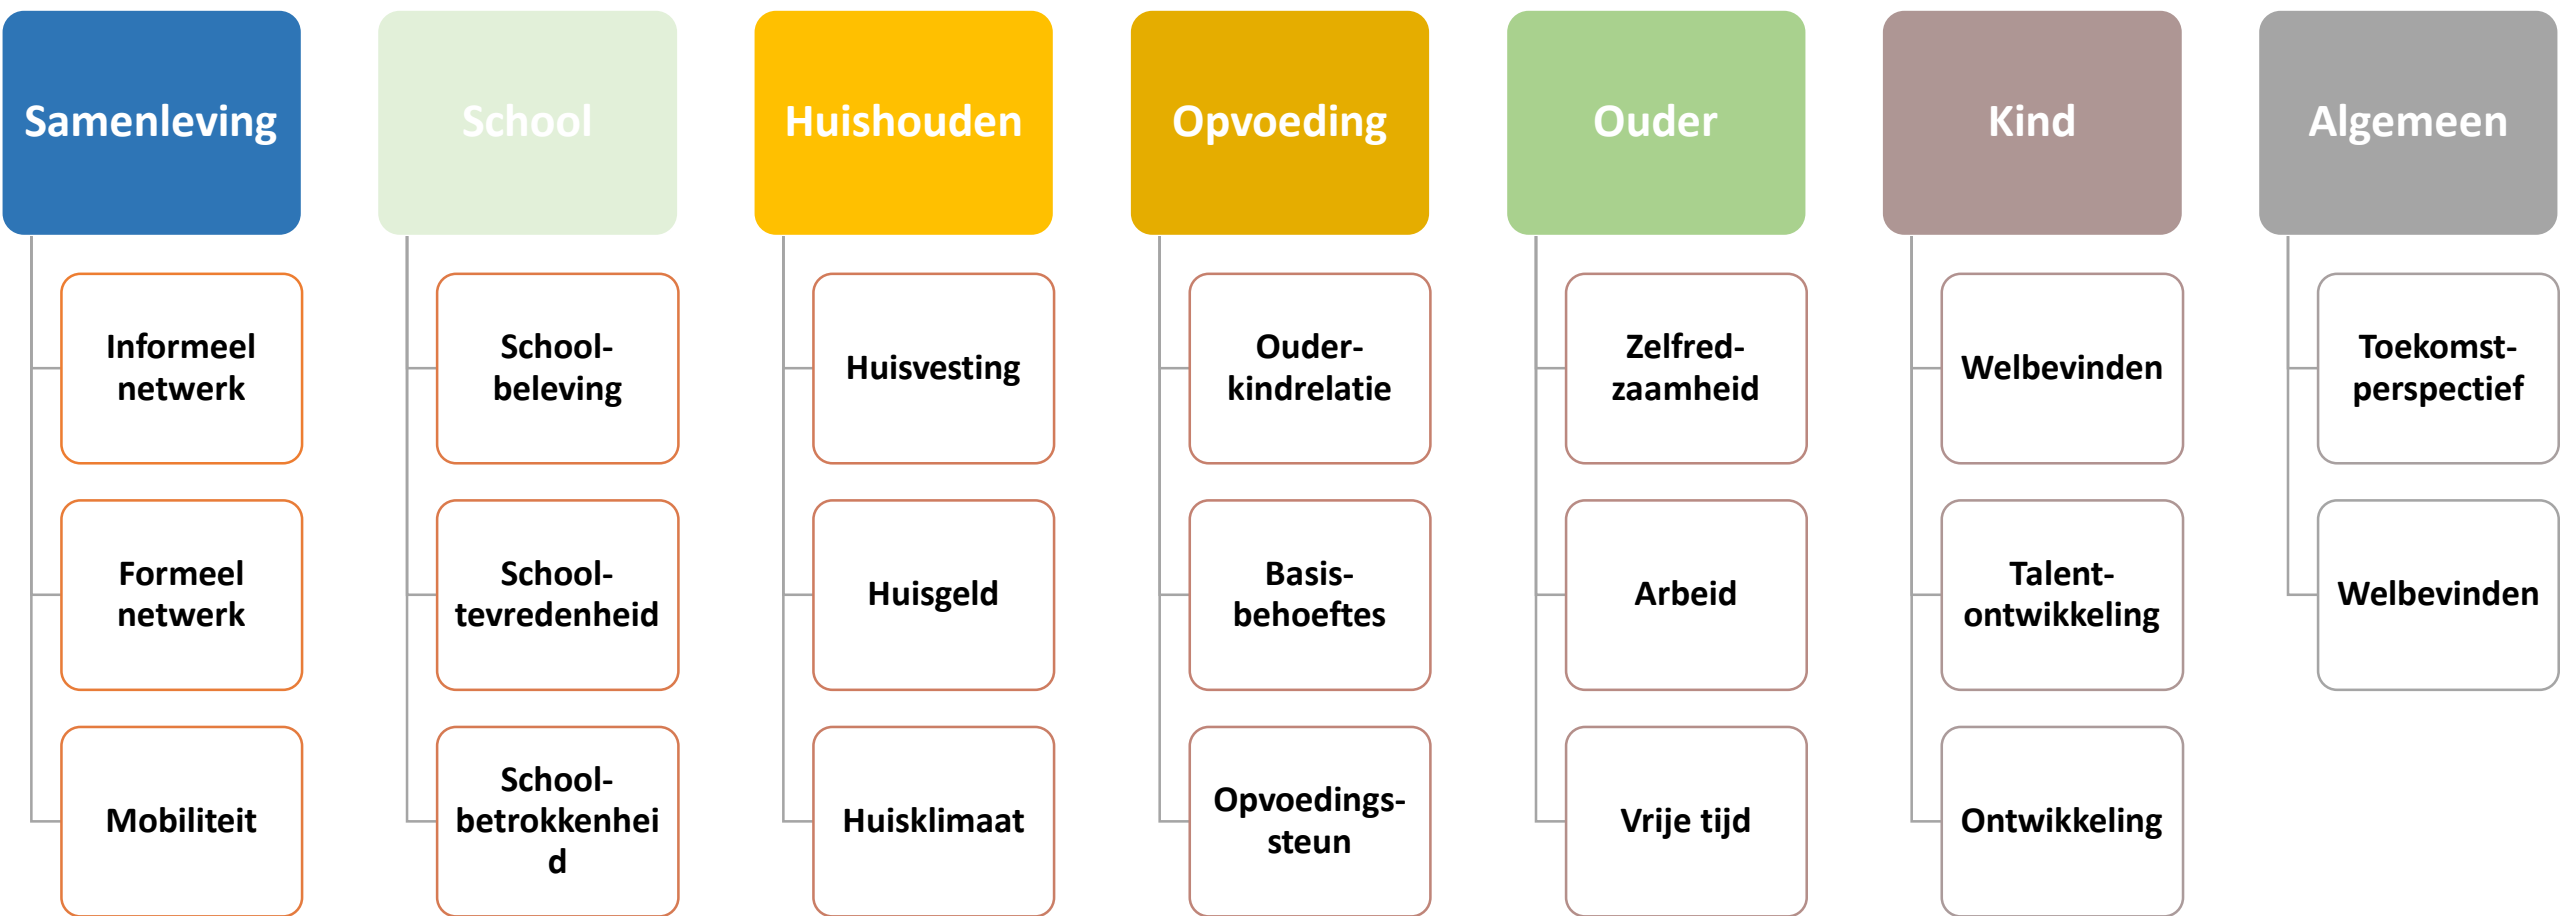 Samenleving
Informeel
netwerk
Formeel
netwerk
Mobiliteit
School
School-
beleving
School-
tevredenheid
School-
betrokkenhei
d
Huishouden
Huisvesting
Huisgeld
Huisklimaat
Opvoeding
Ouder-
kindrelatie
Basis-
behoeftes
Opvoedings-
steun
Ouder
Zelfred-
zaamheid
Arbeid
Vrije tijd
Kind
Welbevinden
Talent-
ontwikkeling
Ontwikkeling
Algemeen
Toekomst-
perspectief
Welbevinden